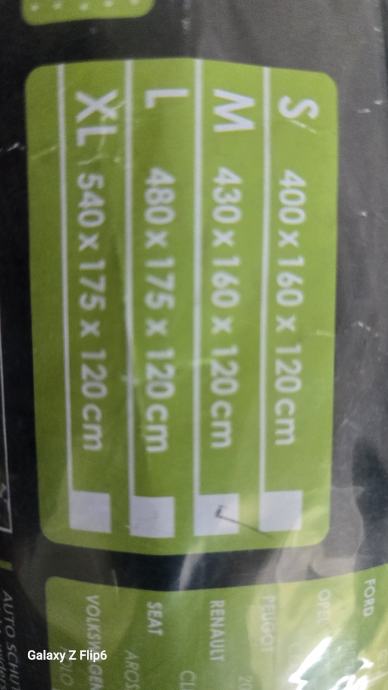 S 400 x 160 x 120 cm
M 430 x 160 x 120 cm
L 480 x 175 x 120 cm
XL 540 x 175 x 120 cm
FORD
PEUGEOT
RENAULT
SEAT
AROS
VOLKSWAGEN
Galaxy Z Flip6